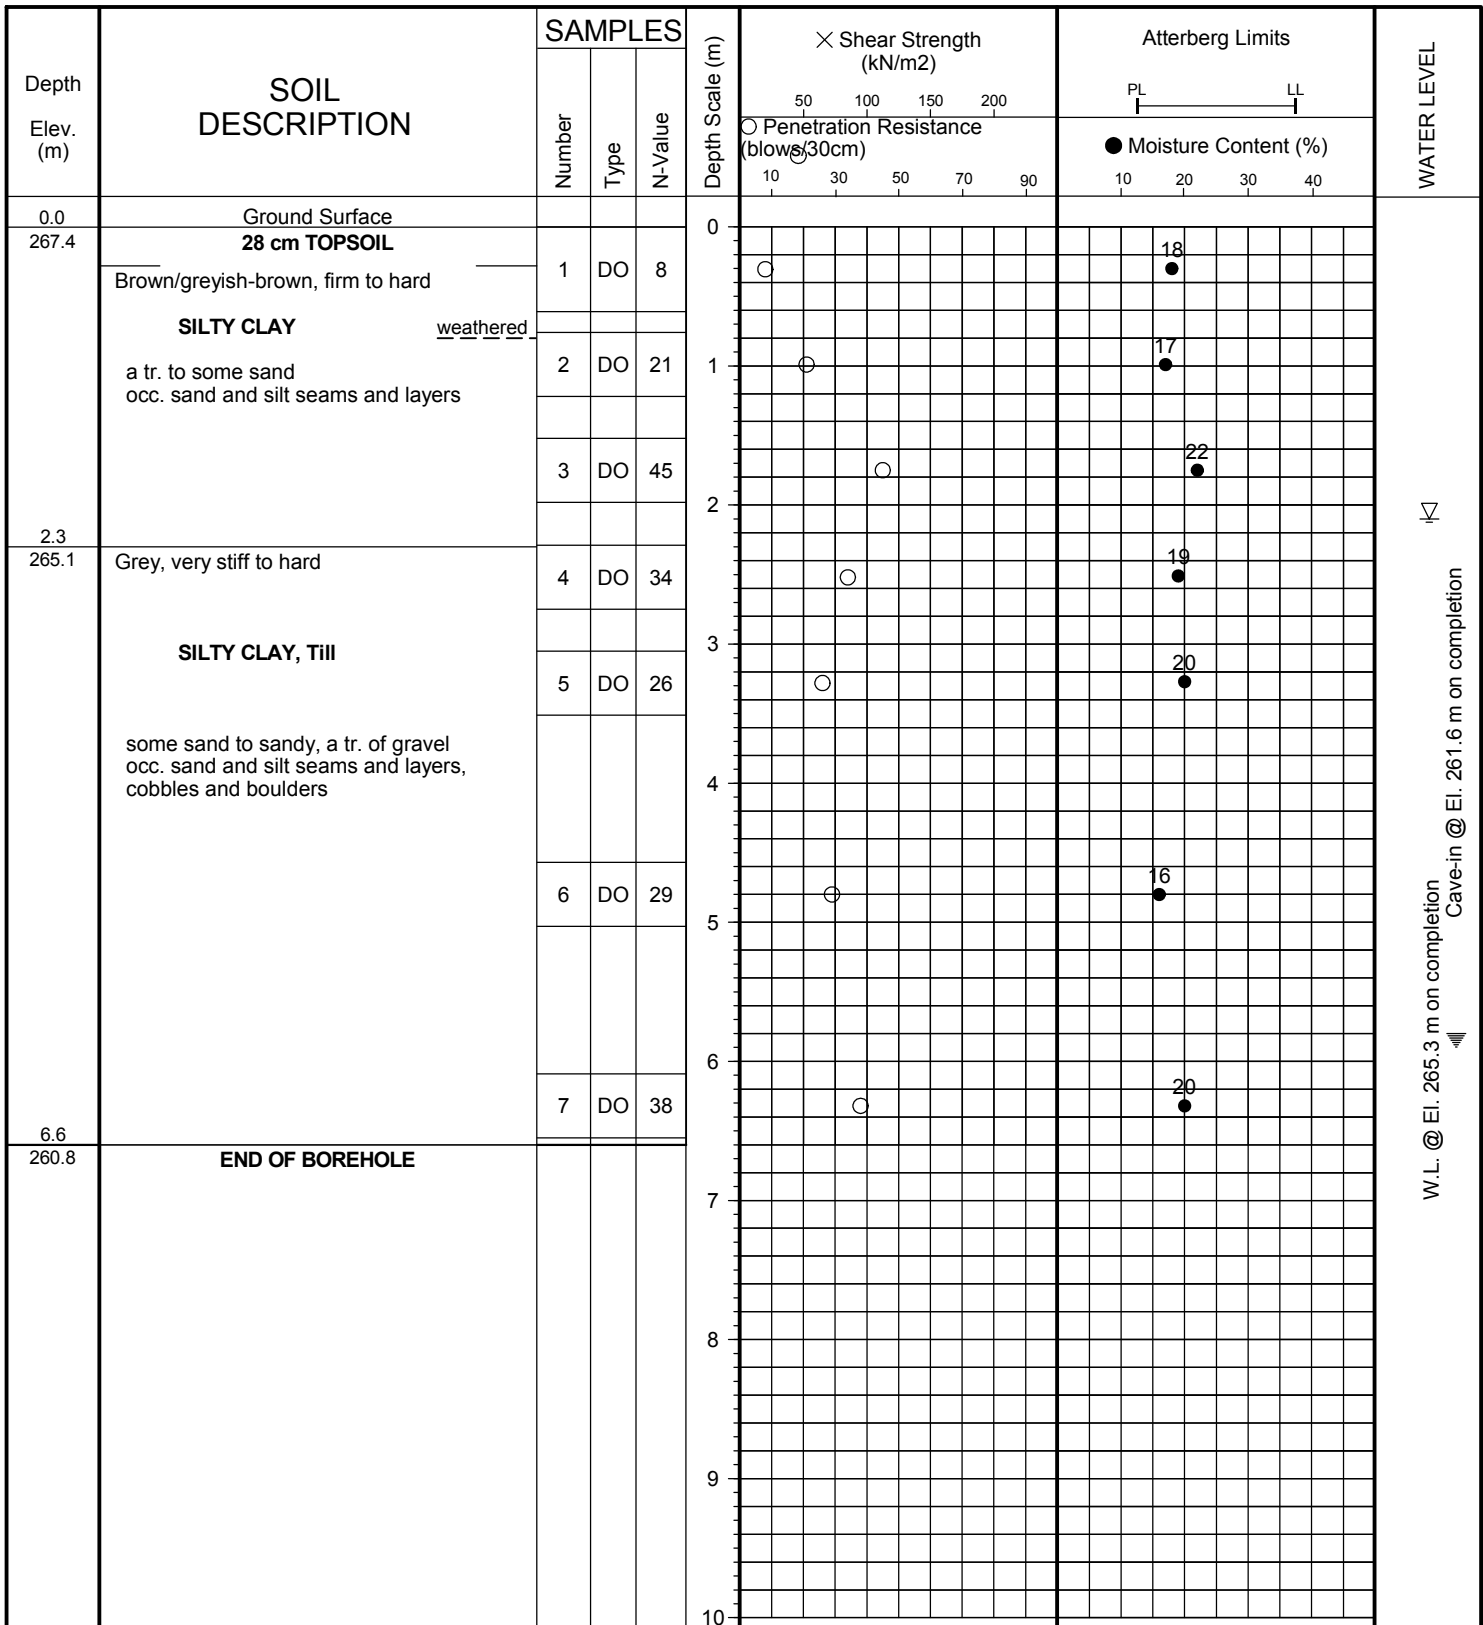 SAMPLES
Depth
Elev.
(m)
SOIL
DESCRIPTION
Number
Type
N-Value
Depth Scale (m)
× Shear Strength
(kN/m2)
50 100 150 200
Penetration Resistance
(blows/30cm)
10 30 50 70 90
Atterberg Limits
PL LL
Moisture Content (%)
10 20 30 40
WATER LEVEL
0.0 Ground Surface
267.4 28 cm TOPSOIL
0
18
1 DO 8
Brown/greyish-brown, firm to hard
SILTY CLAY weathered
17
2 DO 21
1
a tr. to some sand
occ. sand and silt seams and layers
22
3 DO 45
2
2.3
265.1 Grey, very stiff to hard
19
4 DO 34
3
SILTY CLAY, Till
20
5 DO 26
some sand to sandy, a tr. of gravel
occ. sand and silt seams and layers,
cobbles and boulders
4
16
6 DO 29
5
6
20
7 DO 38
6.6
260.8 END OF BOREHOLE
7
8
9
10
W.L. @ El. 265.3 m on completion
Cave-in @ El. 261.6 m on completion